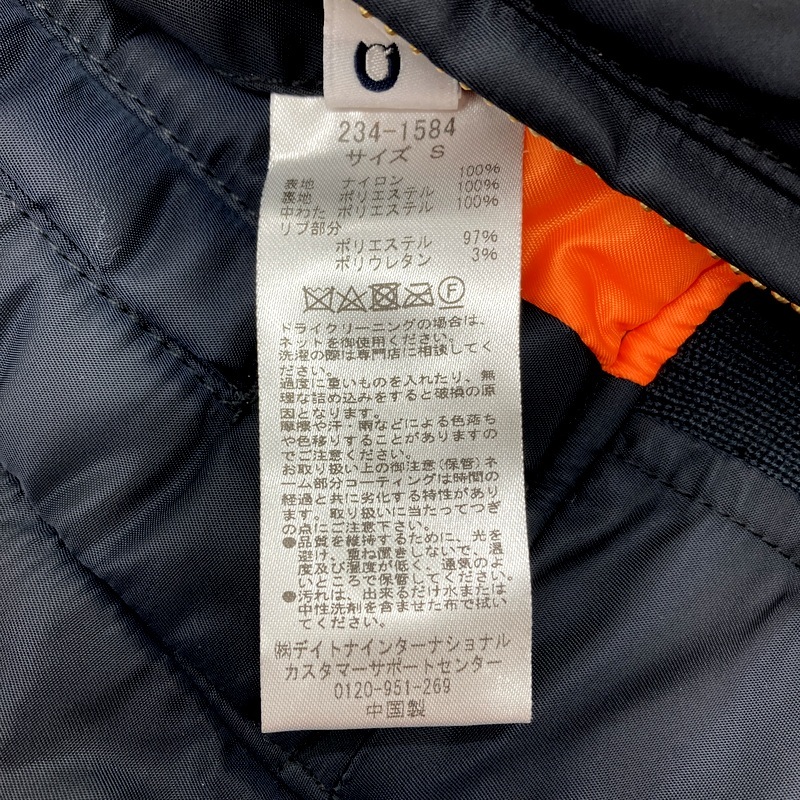 234-1584
サイズ S
表地 ナイロン 100%
裏地 ポリエステル 100%
中わた ポリエステル 100%
リブ部分
ポリエステル 97%
ポリウレタン 3%
F
ドライクリーニングの場合は、
ネットを御使用ください。
洗濯の際は専門店に相談してく
ださい。
過度に重いものを入れたり、無
理な詰め込みをすると破損の原
因となります。
摩擦や汗・雨などによる色落ち
や色移りすることがありますの
でご注意ください。
お取り扱い上の御注意(保管)ネ
ーム部分コーティングは時間の
経過と共に劣化する特性があり
ます。取り扱いに当たってつぎ
の点にご注意下さい。
●品質を維持するために、光を
避け、重ね置きをしないで、温
度及び湿度が低く、通気のよ
いところで保管してください。
●汚れは、出来るだけ水または
中性洗剤を含ませた布で拭い
てください。
㈱デイトナインターナショナル
カスタマーサポートセンター
0120-951-269
中国製